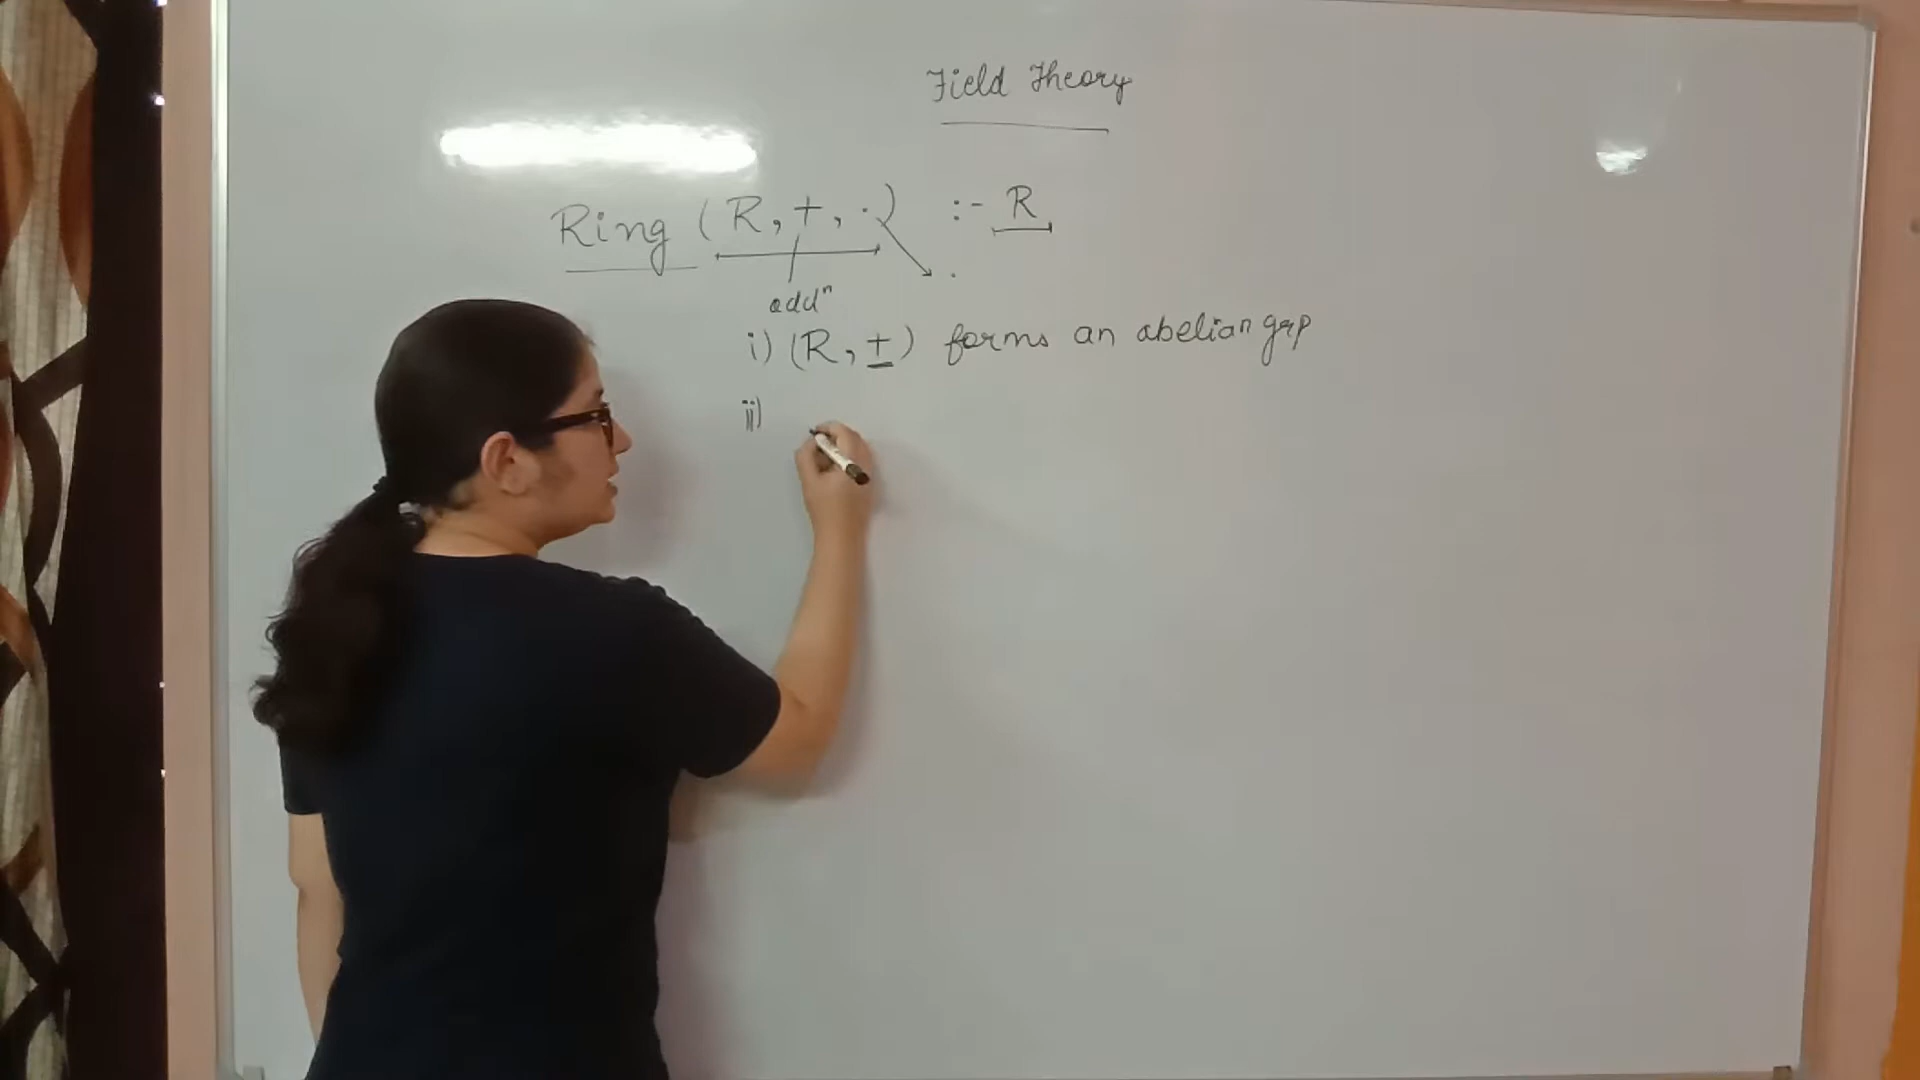 Field Theory
Ring (R, +, ·) :- R
addⁿ .
i) (R, +) forms an abelian grp
ii)